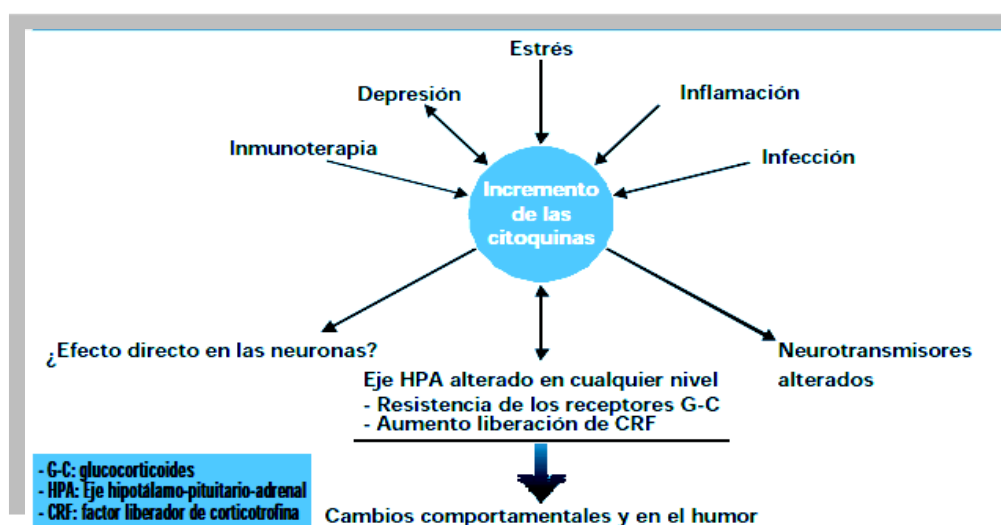 Estrés
Depresión
Inflamación
Inmunoterapia
Infección
Incremento
de las
citoquinas
¿Efecto directo en las neuronas?
Neurotransmisores
alterados
Eje HPA alterado en cualquier nivel
- Resistencia de los receptores G-C
- Aumento liberación de CRF
- G-C: glucocorticoides
- HPA: Eje hipotálamo-pituitario-adrenal
- CRF: factor liberador de corticotrofina
Cambios comportamentales y en el humor